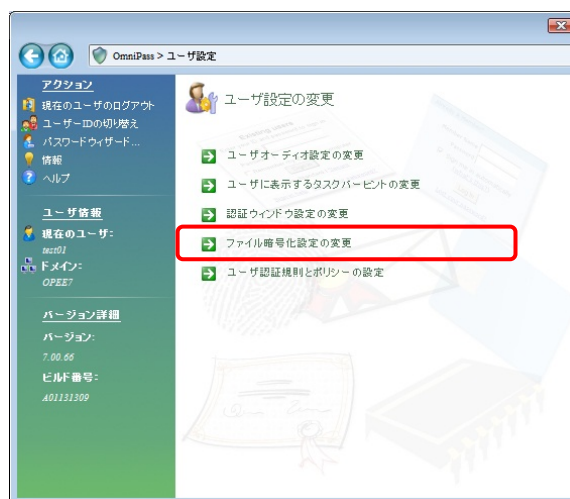 OmniPass > ユーザ設定
アクション
現在のユーザのログアウト
ユーザーIDの切り替え
パスワードウィザード...
情報
ヘルプ
ユーザ情報
現在のユーザ:
test01
ドメイン:
OPEE7
バージョン詳細
バージョン:
7.00.66
ビルド番号:
A01131309
ユーザ設定の変更
ユーザオーディオ設定の変更
ユーザに表示するタスクバーヒントの変更
認証ウィンドウ設定の変更
ファイル暗号化設定の変更
ユーザ認証規則とポリシーの設定